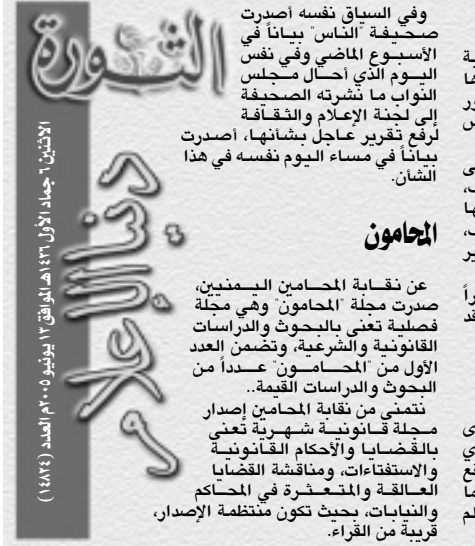 الثورة
دنيا الإعلام
الاثنين ٦ جماد الأول ١٤٢٦هـ الموافق ١٣ يونيو ٢٠٠٥م العدد (١٤٨٢٤)
وفي السياق نفسه أصدرت
صحيفة "الناس" بياناً في
الأسبوع الماضي وفي نفس
اليوم الذي أحال مجلس
النواب ما نشرته الصحيفة
إلى لجنة الإعلام والثقافة
لرفع تقرير عاجل بشأنها، أصدرت
بياناً في مساء اليوم نفسه في هذا
الشأن.
المحامون
عن نقابة المحامين اليمنيين،
صدرت مجلة "المحامون" وهي مجلة
فصلية تعنى بالبحوث والدراسات
القانونية والشرعية، وتضمن العدد
الأول من "المحامون" عدداً من
البحوث والدراسات القيمة..
نتمنى من نقابة المحامين إصدار
مجلة قانونية شهرية تعنى
بالقضايا والأحكام القانونية
والاستفتاءات، ومناقشة القضايا
العالقة والمتعثرة في المحاكم
والنيابات، بحيث تكون منتظمة الإصدار،
قريبة من القراء.